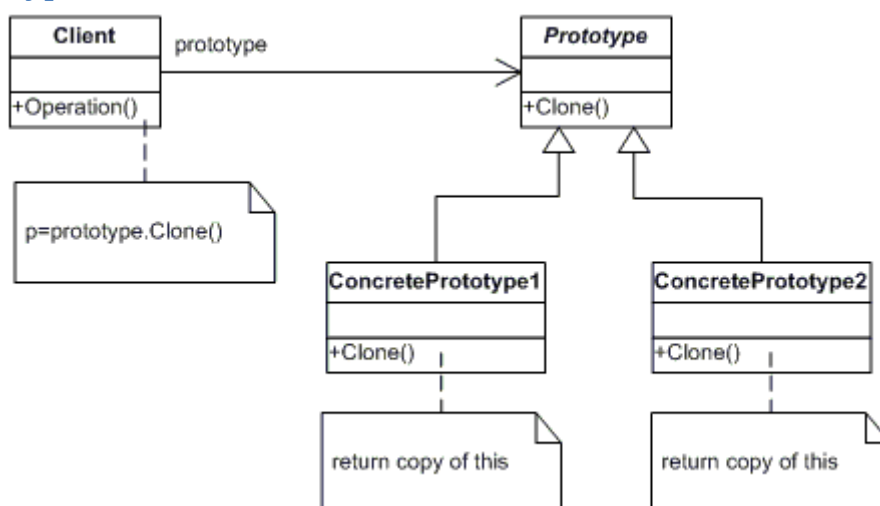 Client
prototype
Prototype
+Operation()
+Clone()
p=prototype.Clone()
ConcretePrototype1
ConcretePrototype2
+Clone()
+Clone()
return copy of this
return copy of this